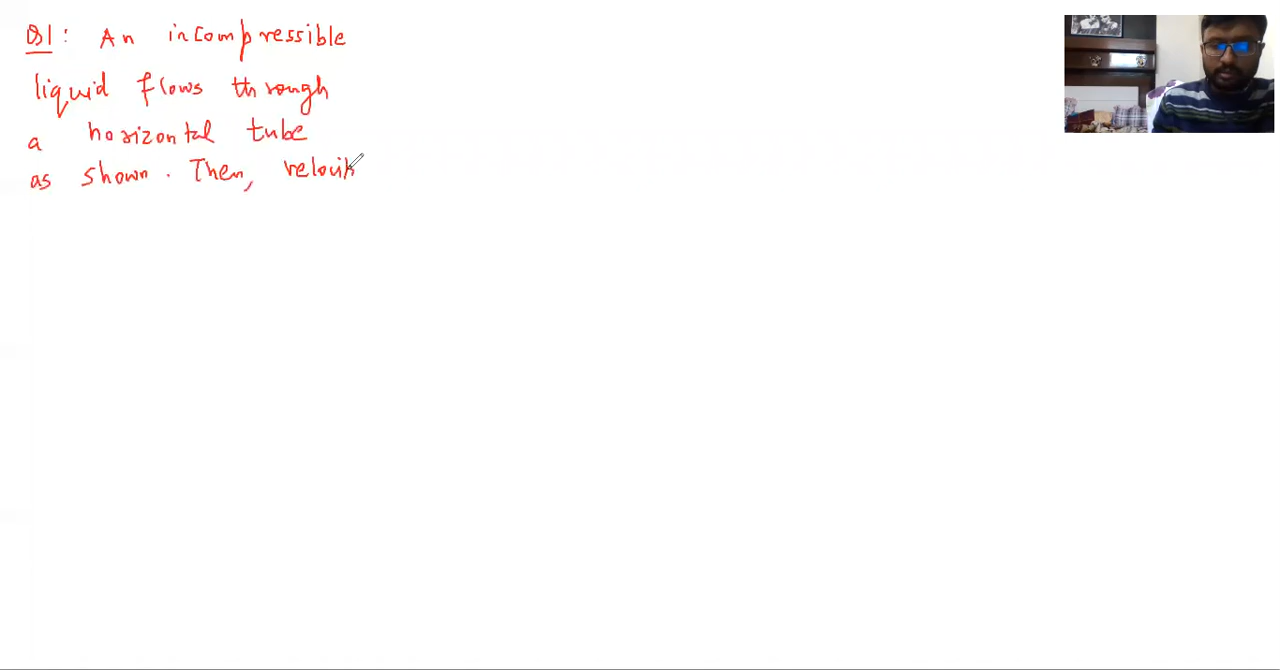 Q1: An incompressible
liquid flows through
a horizontal tube
as shown. Then, velocit